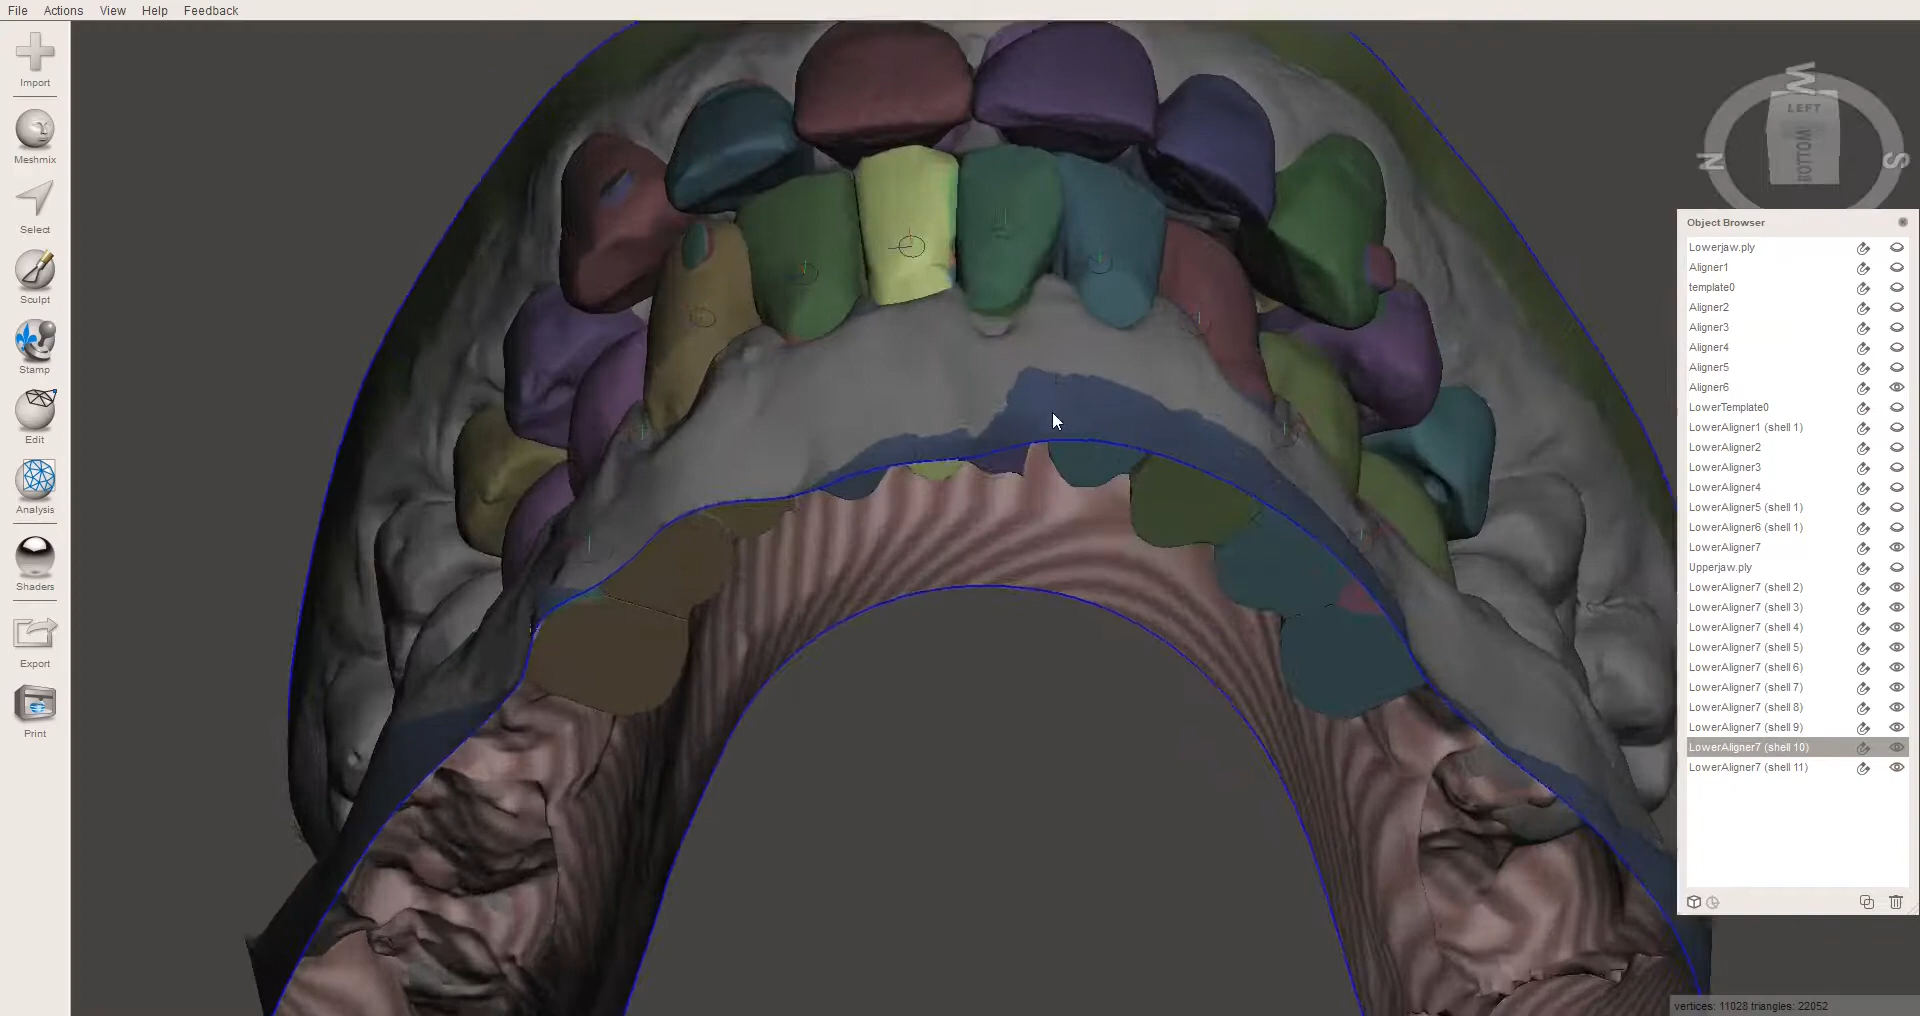 File Actions View Help Feedback
Import
Meshmix
Select
Sculpt
Stamp
Edit
Analysis
Shaders
Export
Print
W
LEFT
BOTTOM
N
S
Object Browser
Lowerjaw.ply
Aligner1
template0
Aligner2
Aligner3
Aligner4
Aligner5
Aligner6
LowerTemplate0
LowerAligner1 (shell 1)
LowerAligner2
LowerAligner3
LowerAligner4
LowerAligner5 (shell 1)
LowerAligner6 (shell 1)
LowerAligner7
Upperjaw.ply
LowerAligner7 (shell 2)
LowerAligner7 (shell 3)
LowerAligner7 (shell 4)
LowerAligner7 (shell 5)
LowerAligner7 (shell 6)
LowerAligner7 (shell 7)
LowerAligner7 (shell 8)
LowerAligner7 (shell 9)
LowerAligner7 (shell 10)
LowerAligner7 (shell 11)
vertices: 11028 triangles: 22052